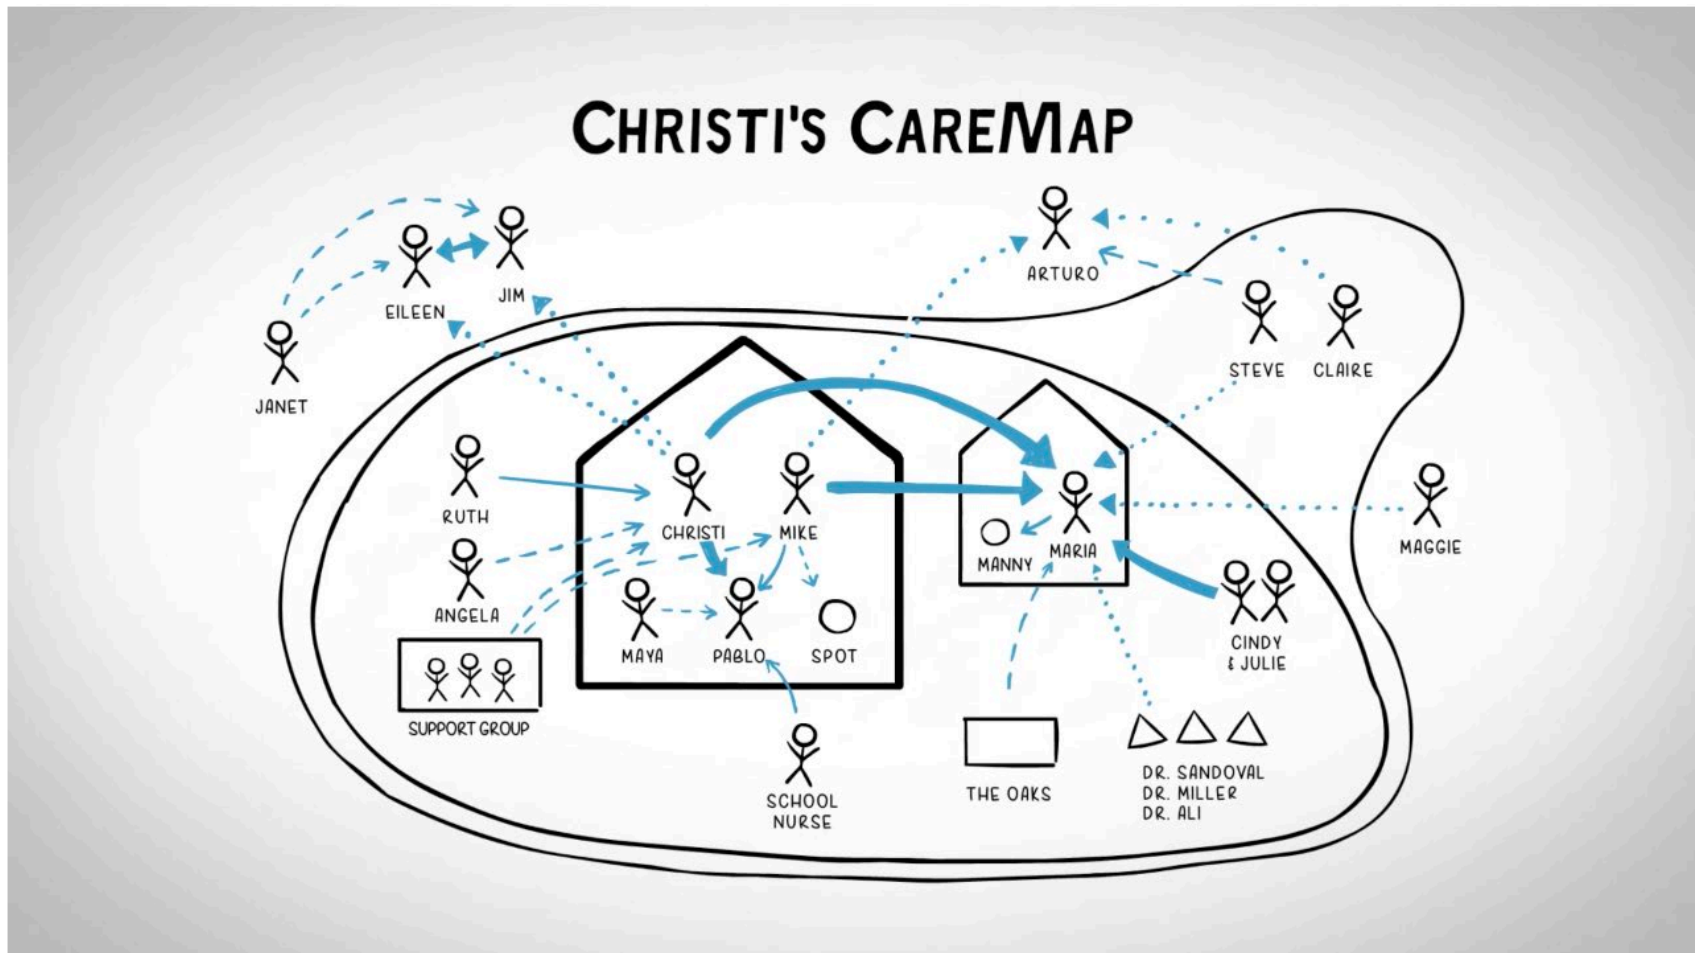 CHRISTI'S CAREMAP
ARTURO
JIM
EILEEN
JANET
STEVE
CLAIRE
RUTH
CHRISTI
MIKE
MANNY
MARIA
MAGGIE
ANGELA
MAYA
PABLO
SPOT
CINDY
& JULIE
SUPPORT GROUP
SCHOOL
NURSE
THE OAKS
DR. SANDOVAL
DR. MILLER
DR. ALI